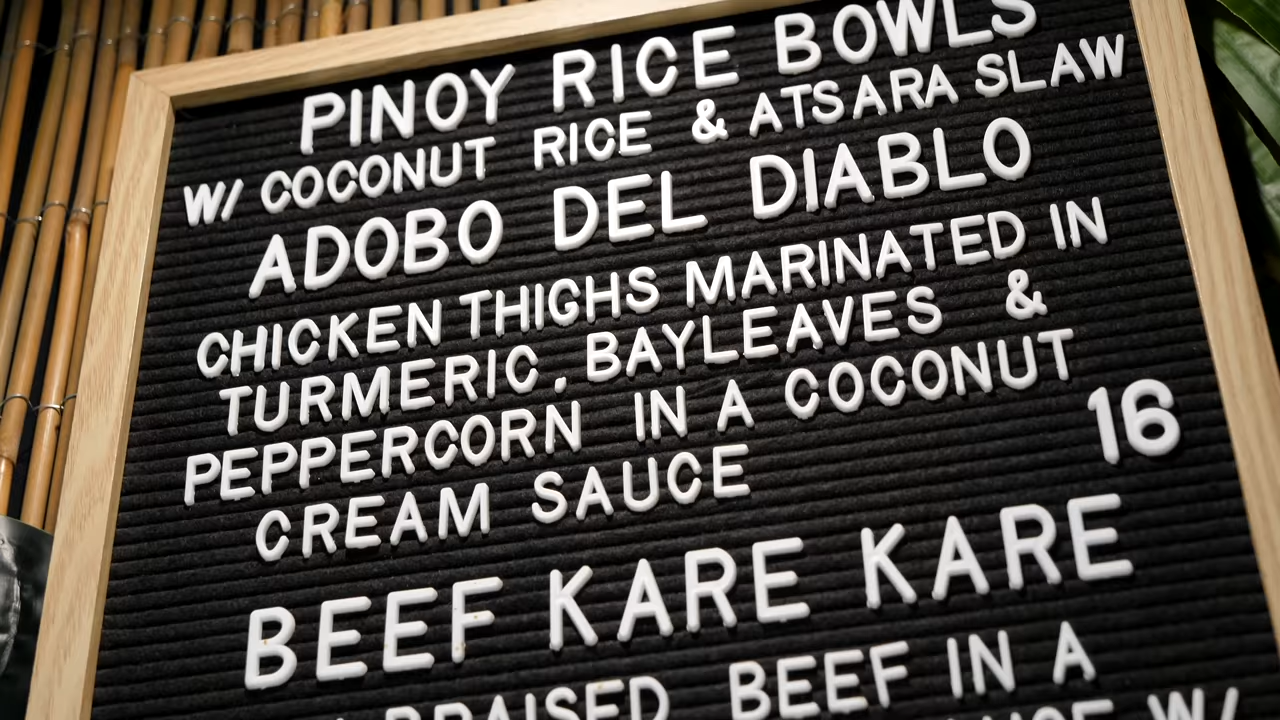 PINOY RICE BOWLS
W/ COCONUT RICE & ATSARA SLAW
ADOBO DEL DIABLO
CHICKEN THIGHS MARINATED IN
TURMERIC. BAYLEAVES &
PEPPERCORN IN A COCONUT
CREAM SAUCE 16
BEEF KARE KARE
BRAISED BEEF IN A
W/